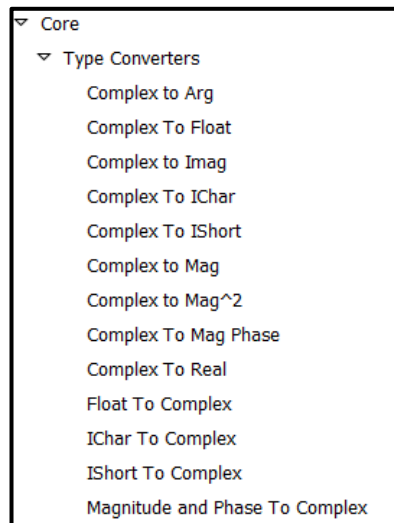 Core
Type Converters
Complex to Arg
Complex To Float
Complex to Imag
Complex To IChar
Complex To IShort
Complex to Mag
Complex to Mag^2
Complex To Mag Phase
Complex To Real
Float To Complex
IChar To Complex
IShort To Complex
Magnitude and Phase To Complex